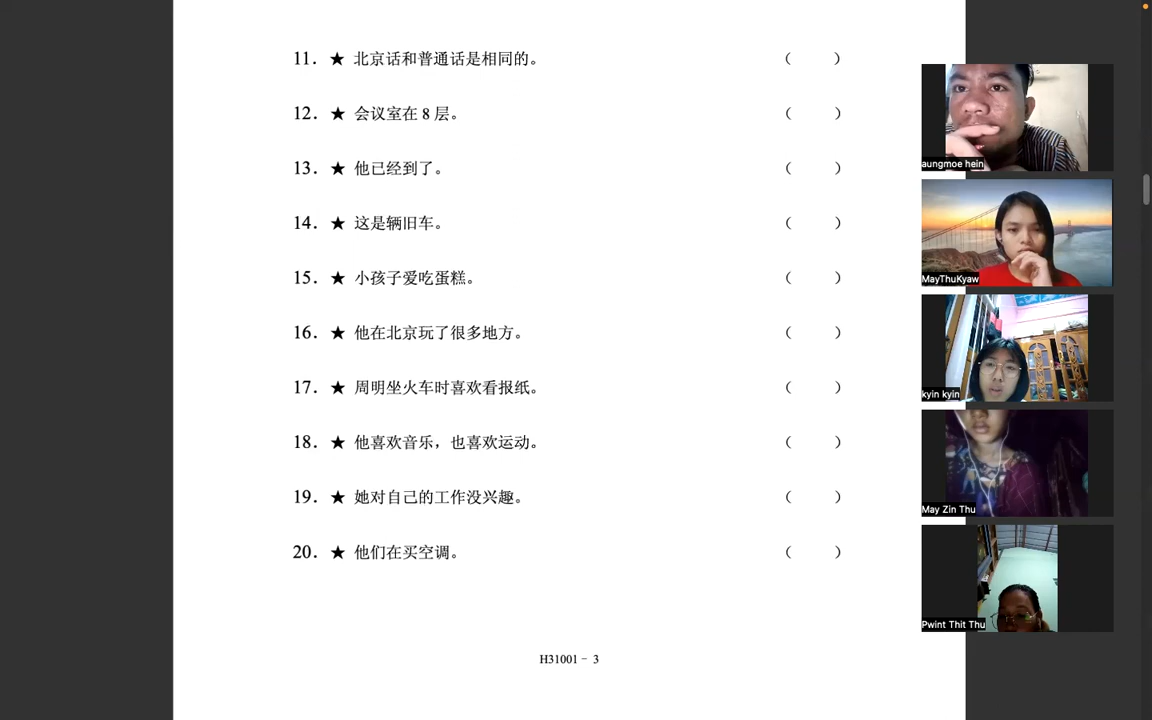 11. ★ 北京话和普通话是相同的。 （ ）
12. ★ 会议室在 8 层。 （ ）
13. ★ 他已经到了。 （ ）
14. ★ 这是辆旧车。 （ ）
15. ★ 小孩子爱吃蛋糕。 （ ）
16. ★ 他在北京玩了很多地方。 （ ）
17. ★ 周明坐火车时喜欢看报纸。 （ ）
18. ★ 他喜欢音乐，也喜欢运动。 （ ）
19. ★ 她对自己的工作没兴趣。 （ ）
20. ★ 他们在买空调。 （ ）
H31001 - 3
aungmoe hein
MayThuKyaw
kyin kyin
May Zin Thu
Pwint Thit Thu